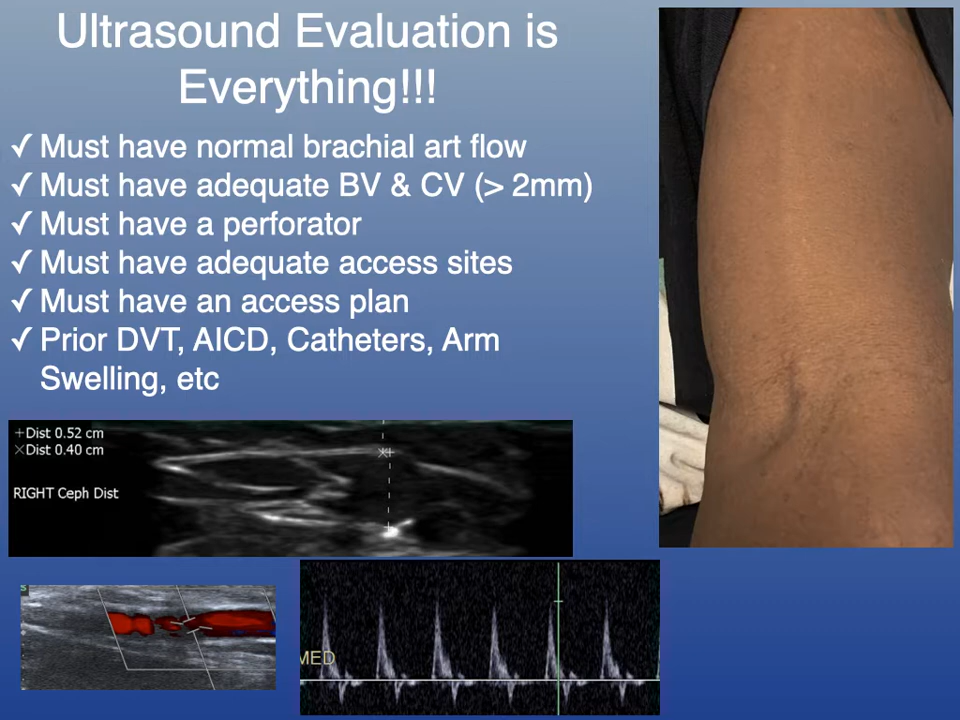 Ultrasound Evaluation is
Everything!!!
✓ Must have normal brachial art flow
✓ Must have adequate BV & CV (> 2mm)
✓ Must have a perforator
✓ Must have adequate access sites
✓ Must have an access plan
✓ Prior DVT, AICD, Catheters, Arm
Swelling, etc
+Dist 0.52 cm
×Dist 0.40 cm
RIGHT Ceph Dist
MED